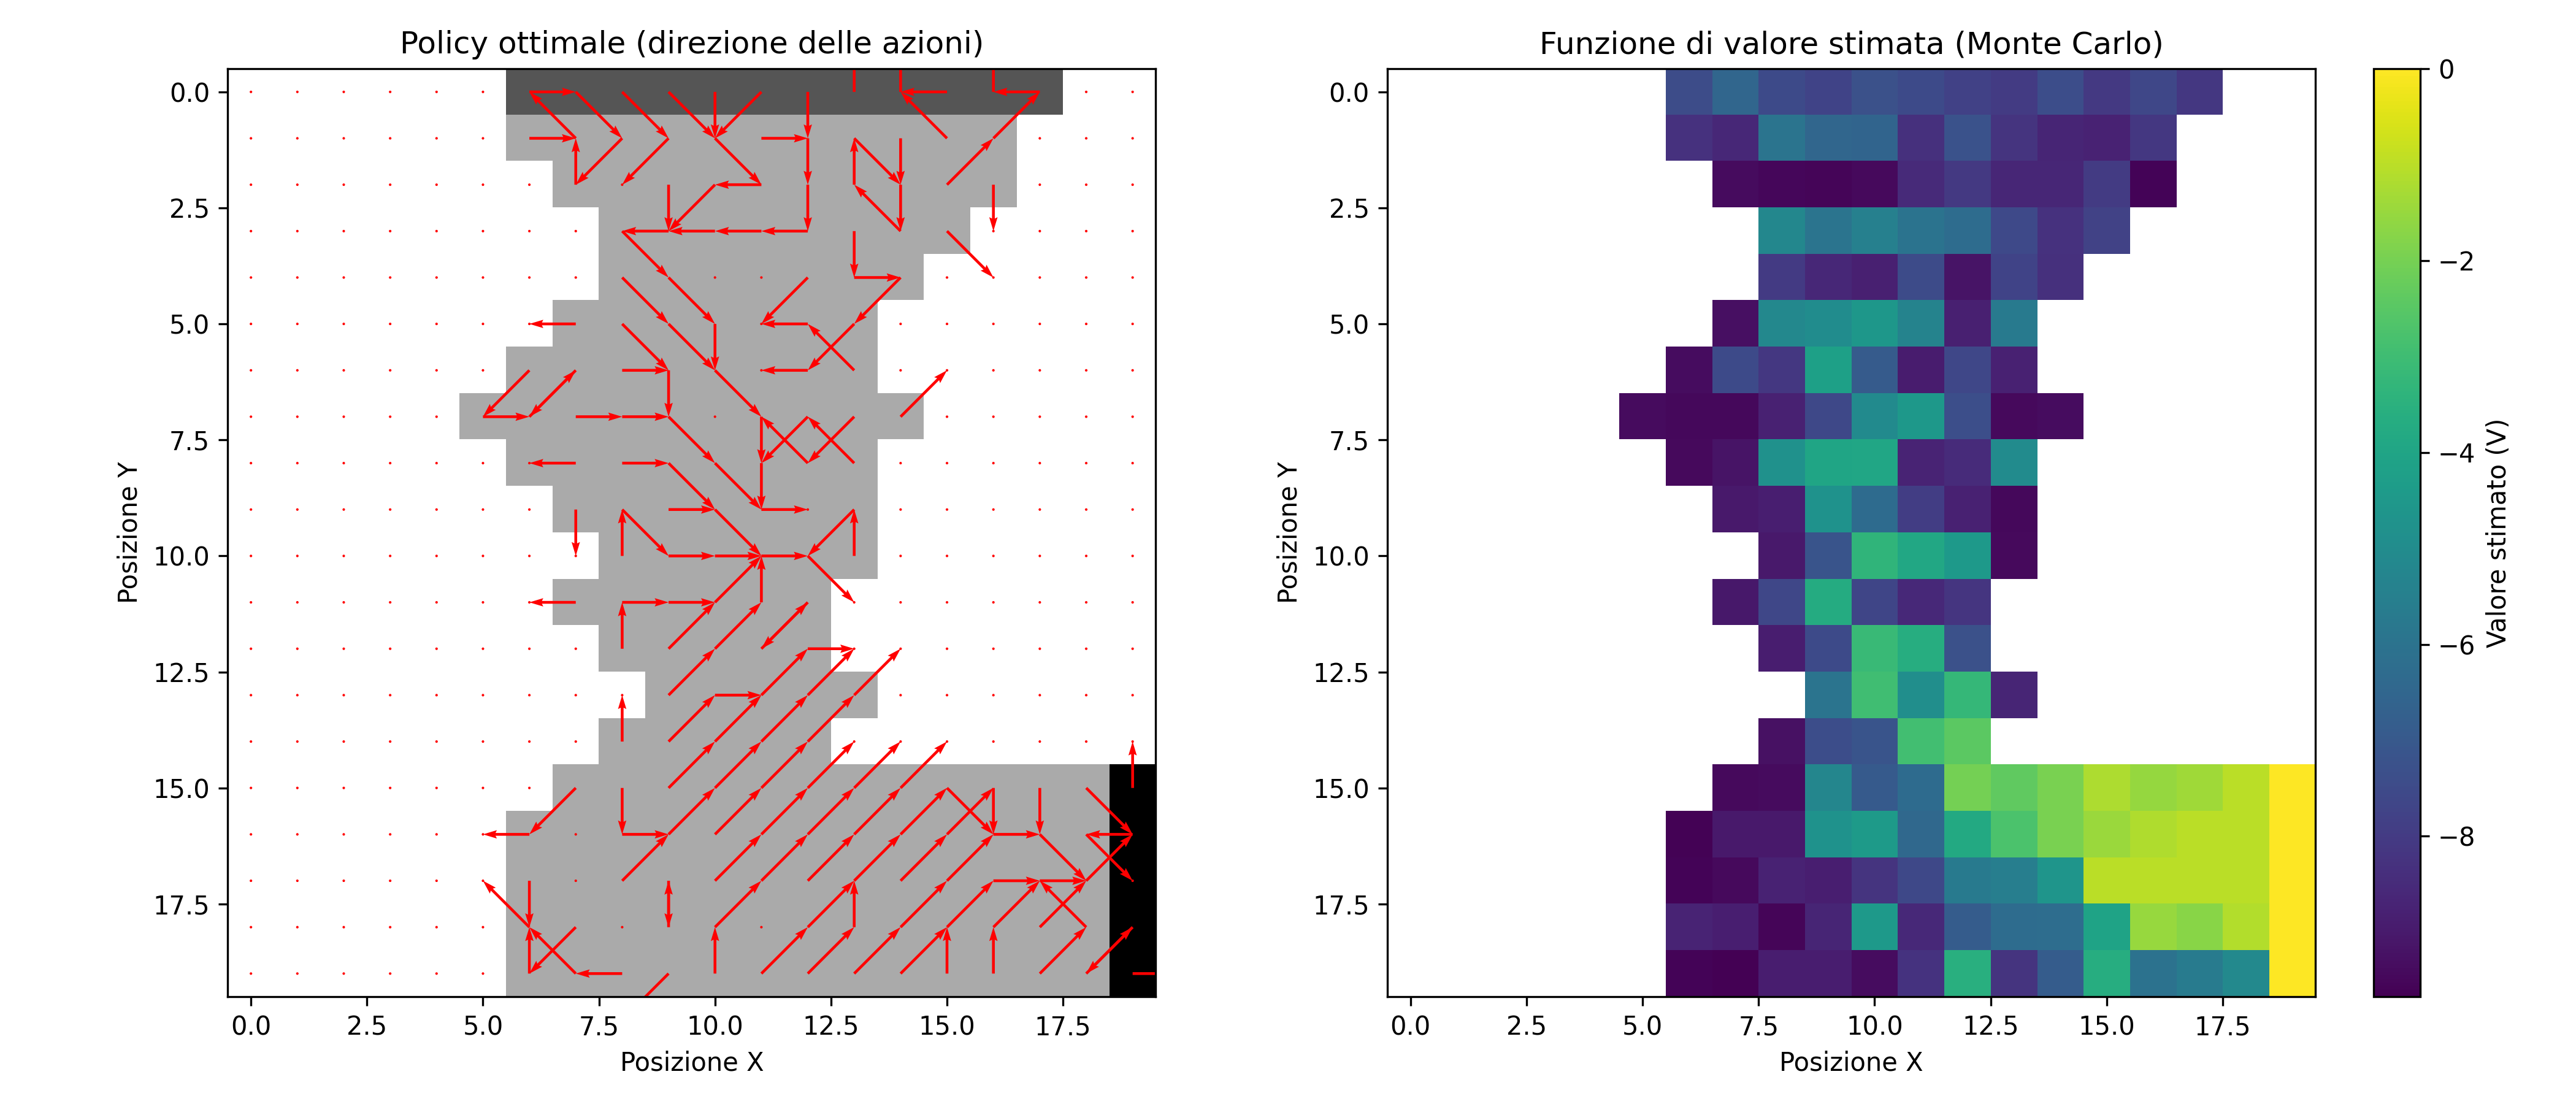 Policy ottimale (direzione delle azioni)
0.0
2.5
5.0
7.5
10.0
12.5
15.0
17.5
Posizione Y
0.0 2.5 5.0 7.5 10.0 12.5 15.0 17.5
Posizione X
Funzione di valore stimata (Monte Carlo)
0.0
2.5
5.0
7.5
10.0
12.5
15.0
17.5
Posizione Y
0.0 2.5 5.0 7.5 10.0 12.5 15.0 17.5
Posizione X
0
−2
−4
−6
−8
Valore stimato (V)